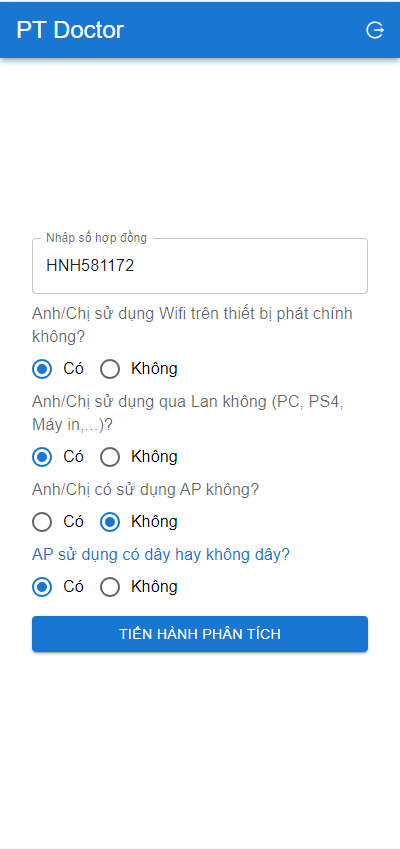 PT Doctor
Nhập số hợp đồng
HNH581172
Anh/Chị sử dụng Wifi trên thiết bị phát chính
không?
Có Không
Anh/Chị sử dụng qua Lan không (PC, PS4,
Máy in,...)?
Có Không
Anh/Chị có sử dụng AP không?
Có Không
AP sử dụng có dây hay không dây?
Có Không
TIẾN HÀNH PHÂN TÍCH